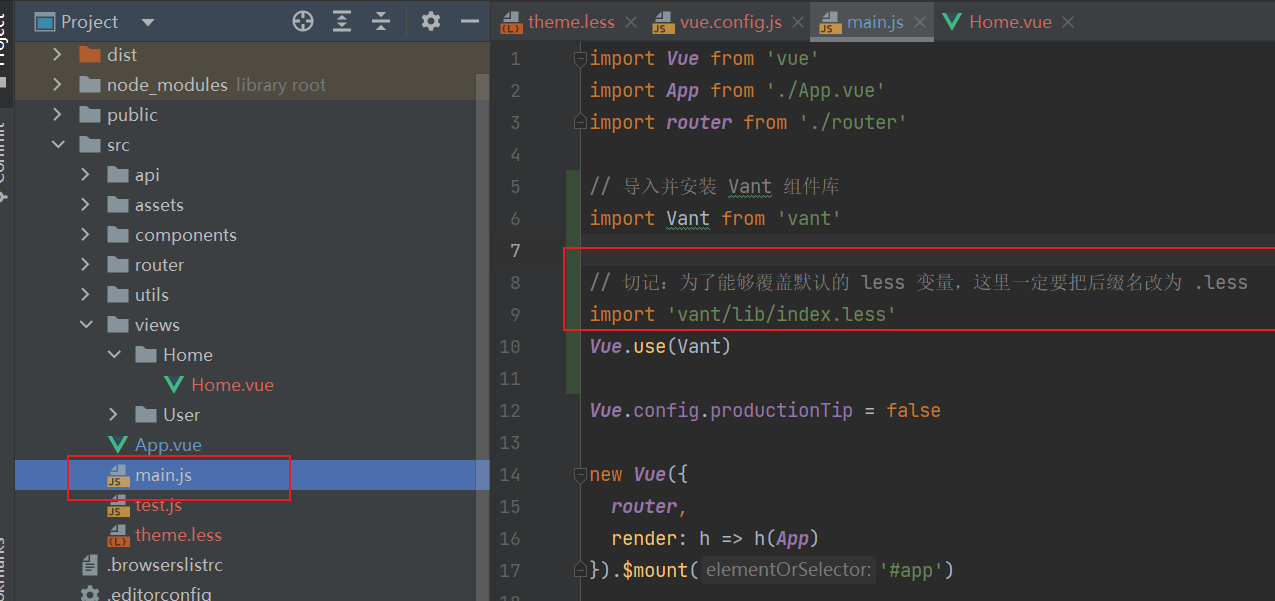 Project
dist
node_modules library root
public
src
api
assets
components
router
utils
views
Home
Home.vue
User
App.vue
main.js
test.js
theme.less
.browserslistrc
.editorconfig
theme.less
vue.config.js
main.js
Home.vue
1 import Vue from 'vue'
2 import App from './App.vue'
3 import router from './router'
4
5 // 导入并安装 Vant 组件库
6 import Vant from 'vant'
7
8 // 切记：为了能够覆盖默认的 less 变量，这里一定要把后缀名改为 .less
9 import 'vant/lib/index.less'
10 Vue.use(Vant)
11
12 Vue.config.productionTip = false
13
14 new Vue({
15 router,
16 render: h => h(App)
17 }).$mount( elementOrSelector: '#app')